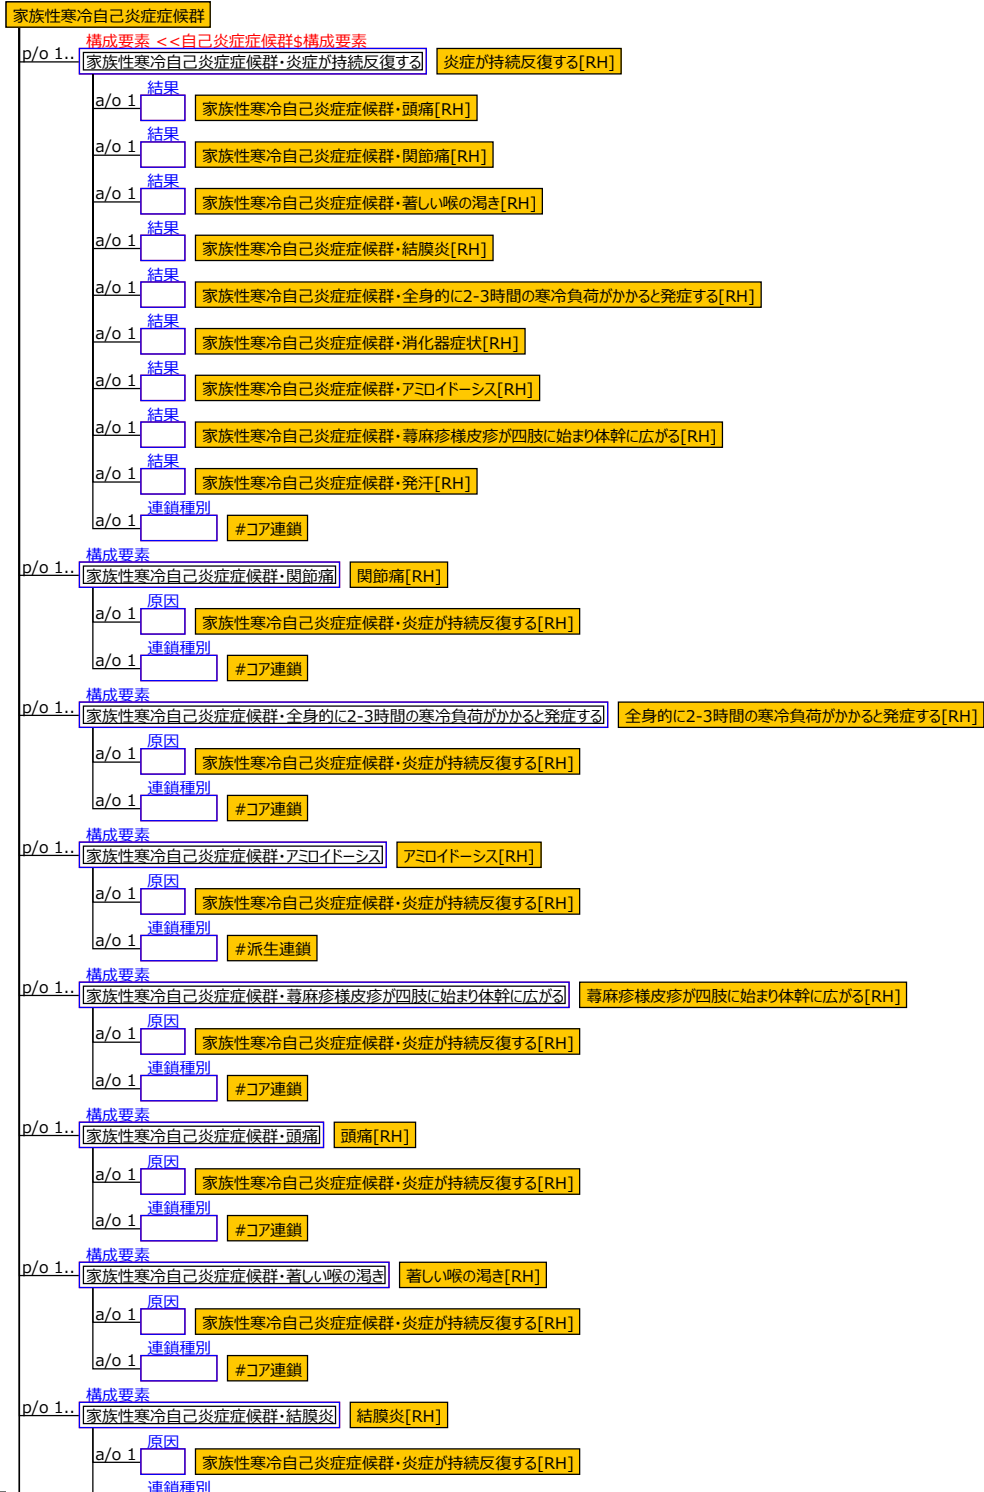 家族性寒冷自己炎症症候群
構成要素 <<自己炎症症候群$構成要素
p/o 1.. 家族性寒冷自己炎症症候群・炎症が持続反復する 炎症が持続反復する[RH]
結果
a/o 1 家族性寒冷自己炎症症候群・頭痛[RH]
結果
a/o 1 家族性寒冷自己炎症症候群・関節痛[RH]
結果
a/o 1 家族性寒冷自己炎症症候群・著しい喉の渇き[RH]
結果
a/o 1 家族性寒冷自己炎症症候群・結膜炎[RH]
結果
a/o 1 家族性寒冷自己炎症症候群・全身的に2-3時間の寒冷負荷がかかると発症する[RH]
結果
a/o 1 家族性寒冷自己炎症症候群・消化器症状[RH]
結果
a/o 1 家族性寒冷自己炎症症候群・アミロイドーシス[RH]
結果
a/o 1 家族性寒冷自己炎症症候群・蕁麻疹様皮疹が四肢に始まり体幹に広がる[RH]
結果
a/o 1 家族性寒冷自己炎症症候群・発汗[RH]
連鎖種別
a/o 1 #コア連鎖
構成要素
p/o 1.. 家族性寒冷自己炎症症候群・関節痛 関節痛[RH]
原因
a/o 1 家族性寒冷自己炎症症候群・炎症が持続反復する[RH]
連鎖種別
a/o 1 #コア連鎖
構成要素
p/o 1.. 家族性寒冷自己炎症症候群・全身的に2-3時間の寒冷負荷がかかると発症する 全身的に2-3時間の寒冷負荷がかかると発症する[RH]
原因
a/o 1 家族性寒冷自己炎症症候群・炎症が持続反復する[RH]
連鎖種別
a/o 1 #コア連鎖
構成要素
p/o 1.. 家族性寒冷自己炎症症候群・アミロイドーシス アミロイドーシス[RH]
原因
a/o 1 家族性寒冷自己炎症症候群・炎症が持続反復する[RH]
連鎖種別
a/o 1 #派生連鎖
構成要素
p/o 1.. 家族性寒冷自己炎症症候群・蕁麻疹様皮疹が四肢に始まり体幹に広がる 蕁麻疹様皮疹が四肢に始まり体幹に広がる[RH]
原因
a/o 1 家族性寒冷自己炎症症候群・炎症が持続反復する[RH]
連鎖種別
a/o 1 #コア連鎖
構成要素
p/o 1.. 家族性寒冷自己炎症症候群・頭痛 頭痛[RH]
原因
a/o 1 家族性寒冷自己炎症症候群・炎症が持続反復する[RH]
連鎖種別
a/o 1 #コア連鎖
構成要素
p/o 1.. 家族性寒冷自己炎症症候群・著しい喉の渇き 著しい喉の渇き[RH]
原因
a/o 1 家族性寒冷自己炎症症候群・炎症が持続反復する[RH]
連鎖種別
a/o 1 #コア連鎖
構成要素
p/o 1.. 家族性寒冷自己炎症症候群・結膜炎 結膜炎[RH]
原因
a/o 1 家族性寒冷自己炎症症候群・炎症が持続反復する[RH]
連鎖種別